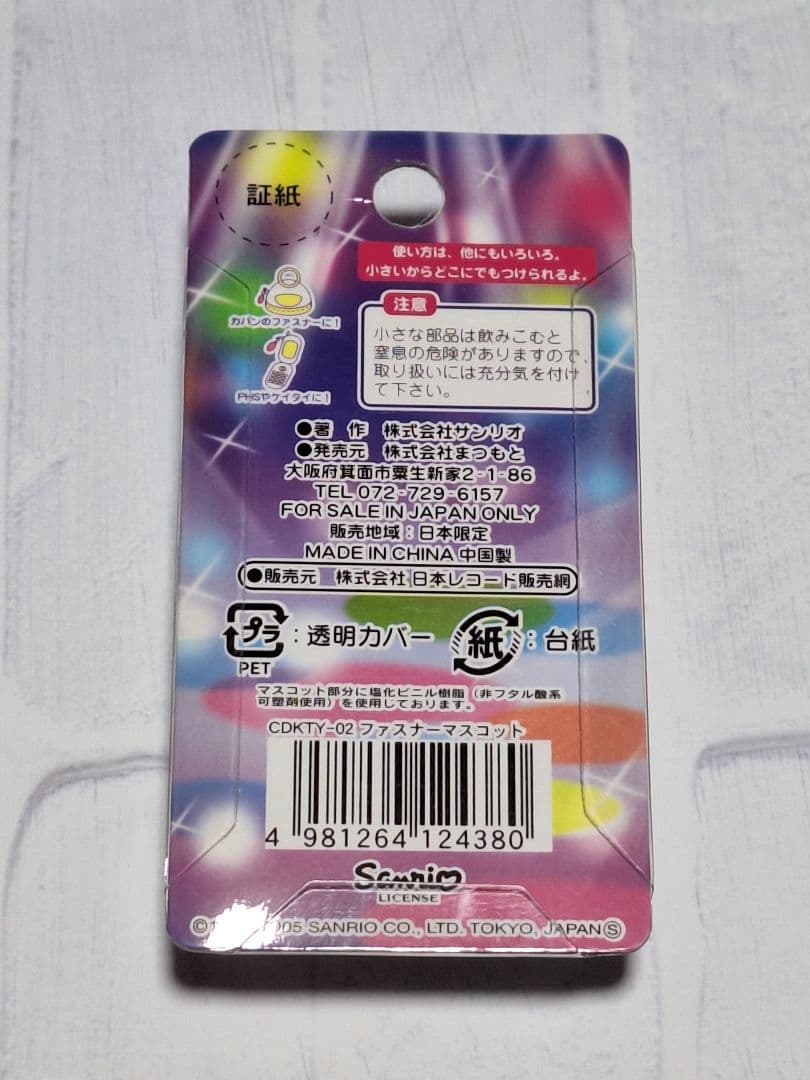 証紙
使い方は、他にもいろいろ。
小さいからどこにでもつけられるよ。
カバンのファスナーに!
PHSやケイタイに!
注意
小さな部品は飲みこむと
窒息の危険がありますので、
取り扱いには充分気を付け
て下さい。
●著 作 株式会社サンリオ
●発売元 株式会社まつもと
大阪府箕面市粟生新家2-1-86
TEL 072-729-6157
FOR SALE IN JAPAN ONLY
販売地域:日本限定
MADE IN CHINA 中国製
●販売元 株式会社 日本レコード販売網
プラ:透明カバー
PET
紙:台紙
マスコット部分に塩化ビニル樹脂(非フタル酸系
可塑剤使用)を使用しております。
CDKTY-02 ファスナーマスコット
4 981264 124380
Sanrio
LICENSE
© SANRIO CO., LTD. TOKYO, JAPAN Ⓢ